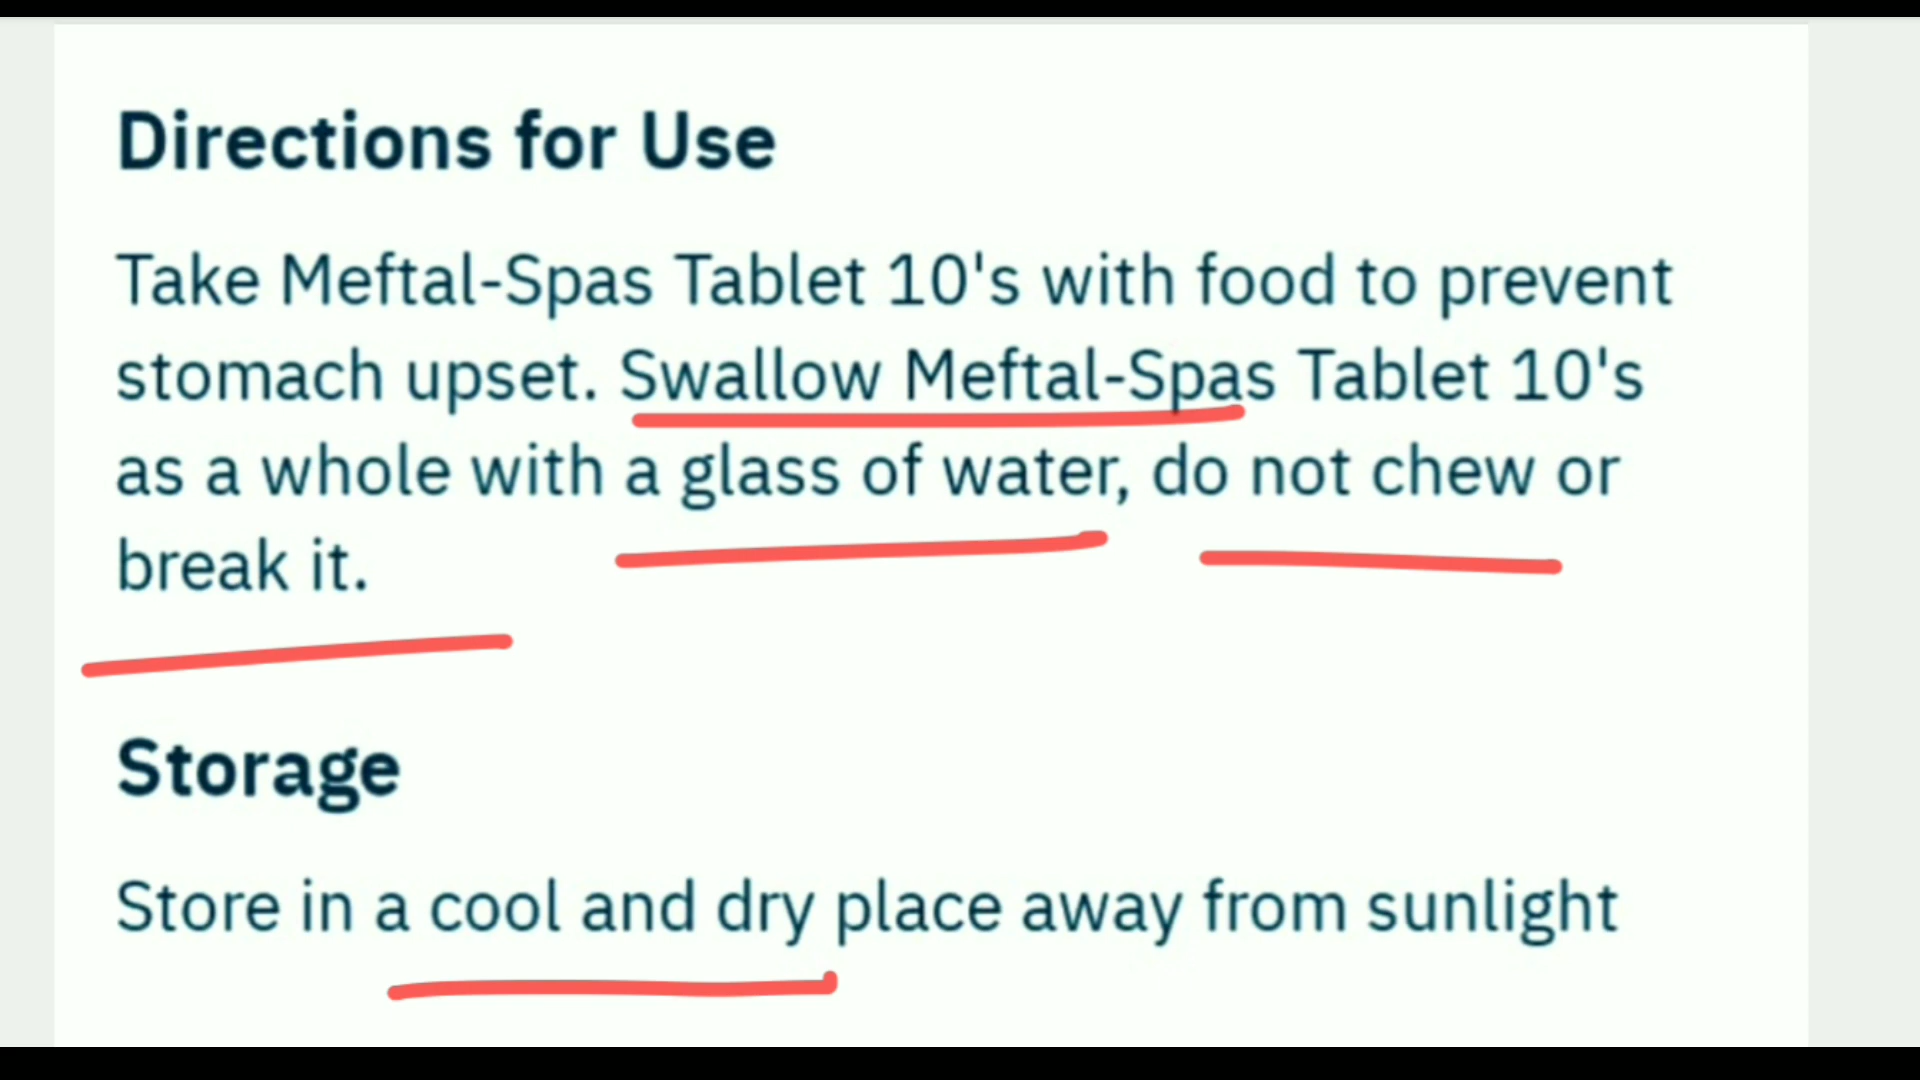 Directions for Use
Take Meftal-Spas Tablet 10's with food to prevent
stomach upset. Swallow Meftal-Spas Tablet 10's
as a whole with a glass of water, do not chew or
break it.
Storage
Store in a cool and dry place away from sunlight